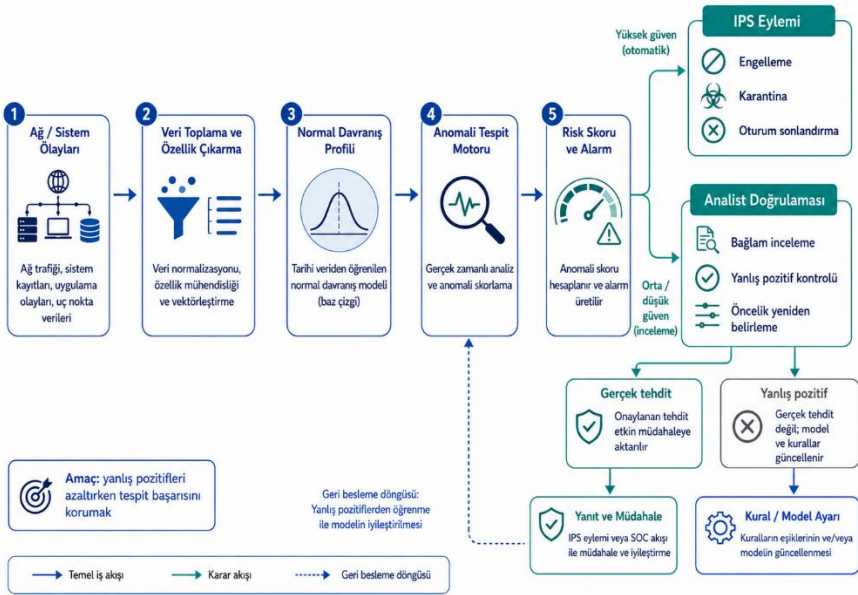 1
Ağ / Sistem
Ölayları
Ağ trafiği, sistem
kayıtları, uygulama
olayları, uç nokta
verileri
2
Veri Toplama ve
Özellik Çıkarma
Veri normalizasyonu,
özellik mühendisliği
ve vektörleştirme
3
Normal Davranış
Profili
Tarihi veriden öğrenilen
normal davranış modeli
(baz çizgi)
4
Anomali Tespit
Motoru
Gerçek zamanlı analiz
ve anomali skorlama
5
Risk Skoru
ve Alarm
Anomali skoru
hesaplanır ve alarm
üretilir
Yüksek güven
(otomatik)
IPS Eylemi
Engelleme
Karantina
Oturum sonlandırma
Orta /
düşük
güven
(inceleme)
Analist Doğrulaması
Bağlam inceleme
Yanlış pozitif kontrolü
Öncelik yeniden
belirleme
Gerçek tehdit
Onaylanan tehdit
etkin müdahaleye
aktarılır
Yanlış pozitif
Gerçek tehdit
değil; model
ve kurallar
güncellenir
Yanıt ve Müdahale
IPS eylemi veya SOC akışı
ile müdahale ve iyileştirme
Kural / Model Ayarı
Kuralların eşiklerinin ve/veya
modelin güncellenmesi
Amaç: yanlış pozitifleri
azaltırken tespit başarısını
korumak
Geri besleme döngüsü:
Yanlış pozitiflerden öğrenme
ile modelin iyileştirilmesi
Temel iş akışı
Karar akışı
Geri besleme döngüsü